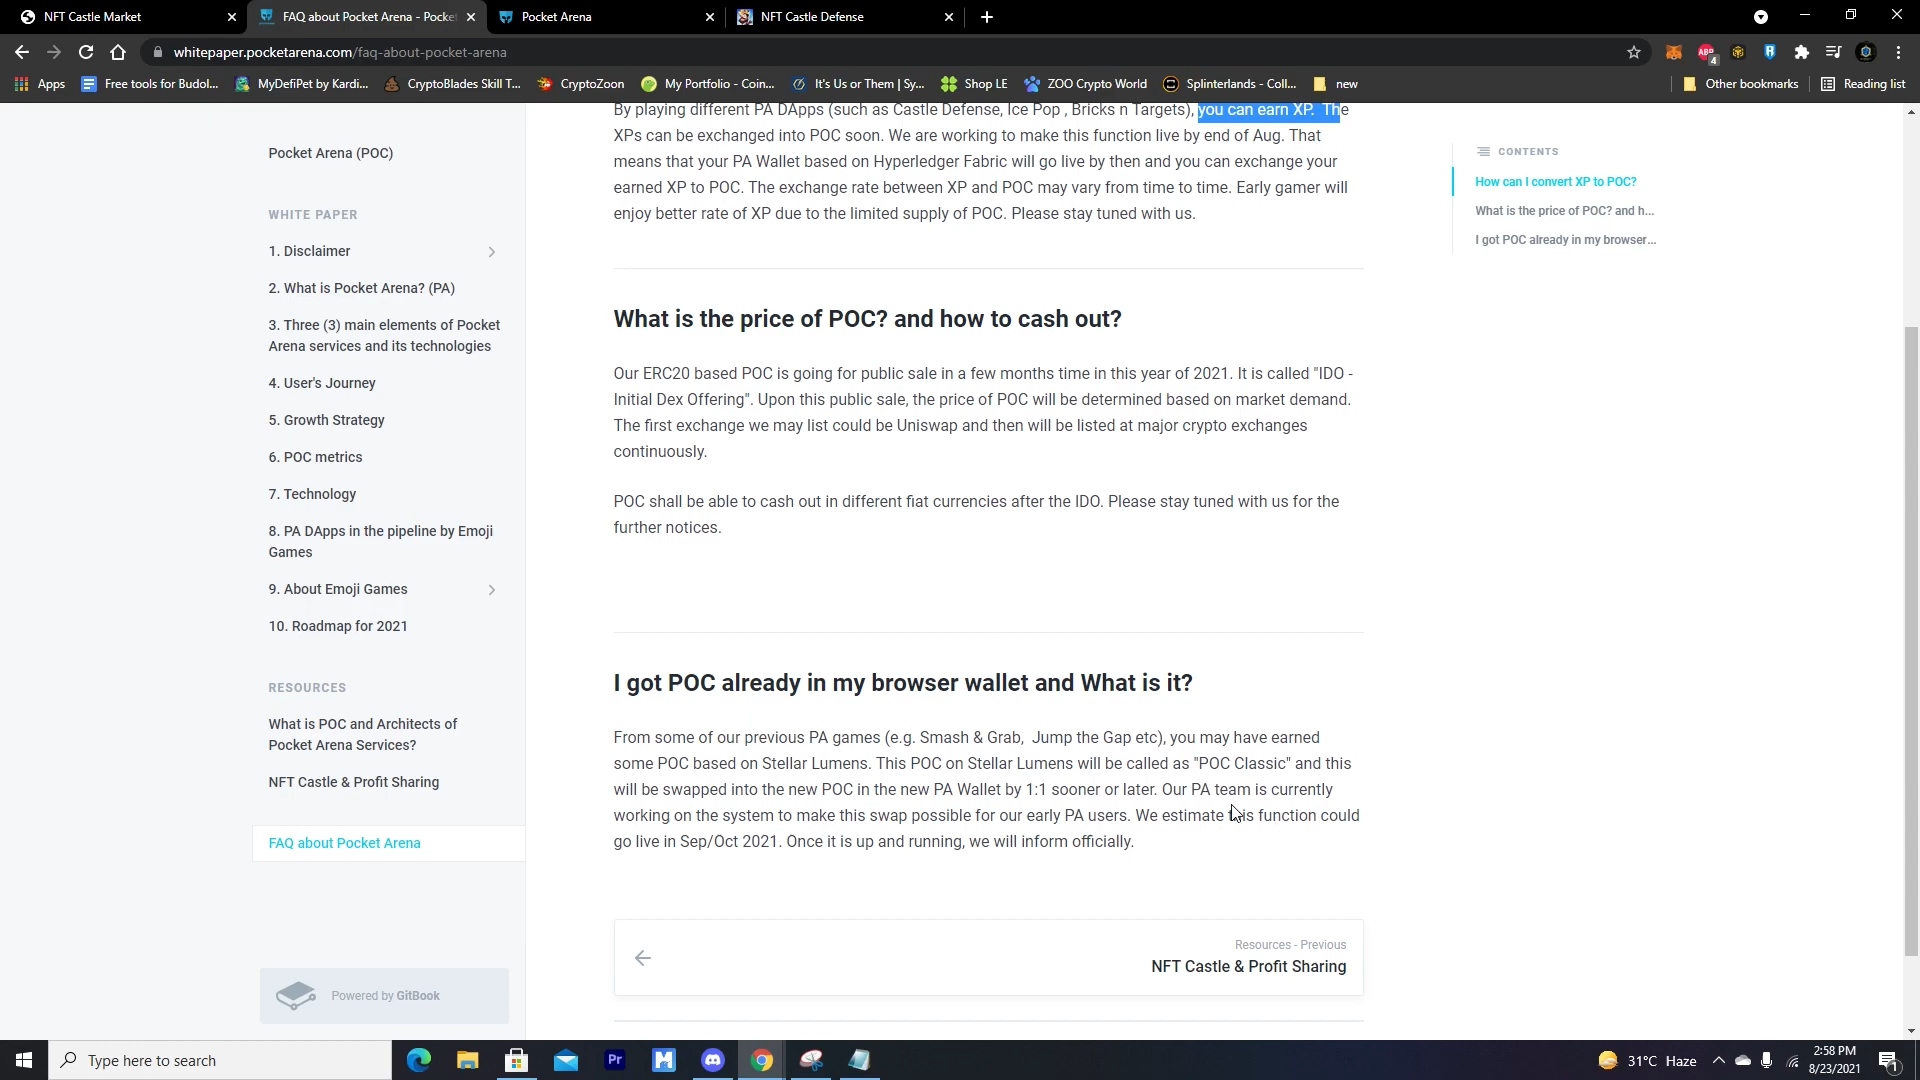 NFT Castle Market
FAQ about Pocket Arena - Pocke
Pocket Arena
NFT Castle Defense
whitepaper.pocketarena.com/faq-about-pocket-arena
ABP
4
Apps
Free tools for Budol...
MyDefiPet by Kardi...
CryptoBlades Skill T...
CryptoZoon
My Portfolio - Coin...
It's Us or Them | Sy...
Shop LE
ZOO Crypto World
Splinterlands - Coll...
new
Other bookmarks
Reading list
Pocket Arena (POC)
WHITE PAPER
1. Disclaimer
2. What is Pocket Arena? (PA)
3. Three (3) main elements of Pocket
Arena services and its technologies
4. User's Journey
5. Growth Strategy
6. POC metrics
7. Technology
8. PA DApps in the pipeline by Emoji
Games
9. About Emoji Games
10. Roadmap for 2021
RESOURCES
What is POC and Architects of
Pocket Arena Services?
NFT Castle & Profit Sharing
FAQ about Pocket Arena
Powered by GitBook
By playing different PA DApps (such as Castle Defense, Ice Pop , Bricks n Targets), you can earn XP.  The
XPs can be exchanged into POC soon. We are working to make this function live by end of Aug. That
means that your PA Wallet based on Hyperledger Fabric will go live by then and you can exchange your
earned XP to POC. The exchange rate between XP and POC may vary from time to time. Early gamer will
enjoy better rate of XP due to the limited supply of POC. Please stay tuned with us.
What is the price of POC? and how to cash out?
Our ERC20 based POC is going for public sale in a few months time in this year of 2021. It is called "IDO -
Initial Dex Offering". Upon this public sale, the price of POC will be determined based on market demand.
The first exchange we may list could be Uniswap and then will be listed at major crypto exchanges
continuously.
POC shall be able to cash out in different fiat currencies after the IDO. Please stay tuned with us for the
further notices.
I got POC already in my browser wallet and What is it?
From some of our previous PA games (e.g. Smash & Grab,  Jump the Gap etc), you may have earned
some POC based on Stellar Lumens. This POC on Stellar Lumens will be called as "POC Classic" and this
will be swapped into the new POC in the new PA Wallet by 1:1 sooner or later. Our PA team is currently
working on the system to make this swap possible for our early PA users. We estimate this function could
go live in Sep/Oct 2021. Once it is up and running, we will inform officially.
Resources - Previous
NFT Castle & Profit Sharing
CONTENTS
How can I convert XP to POC?
What is the price of POC? and h...
I got POC already in my browser...
Type here to search
Pr
31°C Haze
2:58 PM
8/23/2021
1